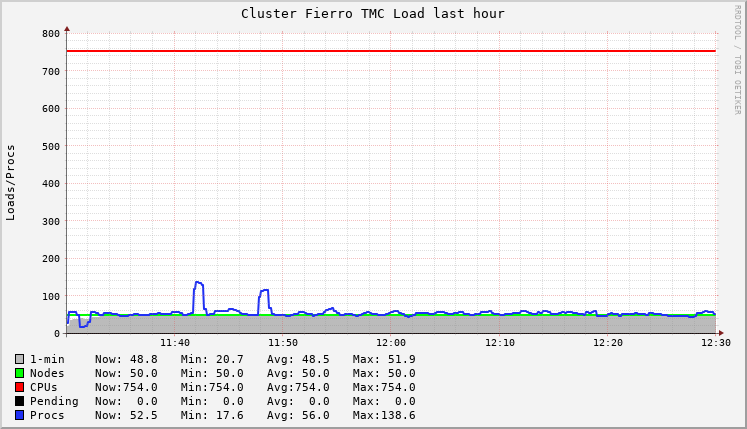 Cluster Fierro TMC Load last hour
RRDTOOL / TOBI OETIKER
Loads/Procs
800
700
600
500
400
300
200
100
0
11:40 11:50 12:00 12:10 12:20 12:30
1-min Now: 48.8 Min: 20.7 Avg: 48.5 Max: 51.9
Nodes Now: 50.0 Min: 50.0 Avg: 50.0 Max: 50.0
CPUs Now:754.0 Min:754.0 Avg:754.0 Max:754.0
Pending Now: 0.0 Min: 0.0 Avg: 0.0 Max: 0.0
Procs Now: 52.5 Min: 17.6 Avg: 56.0 Max:138.6